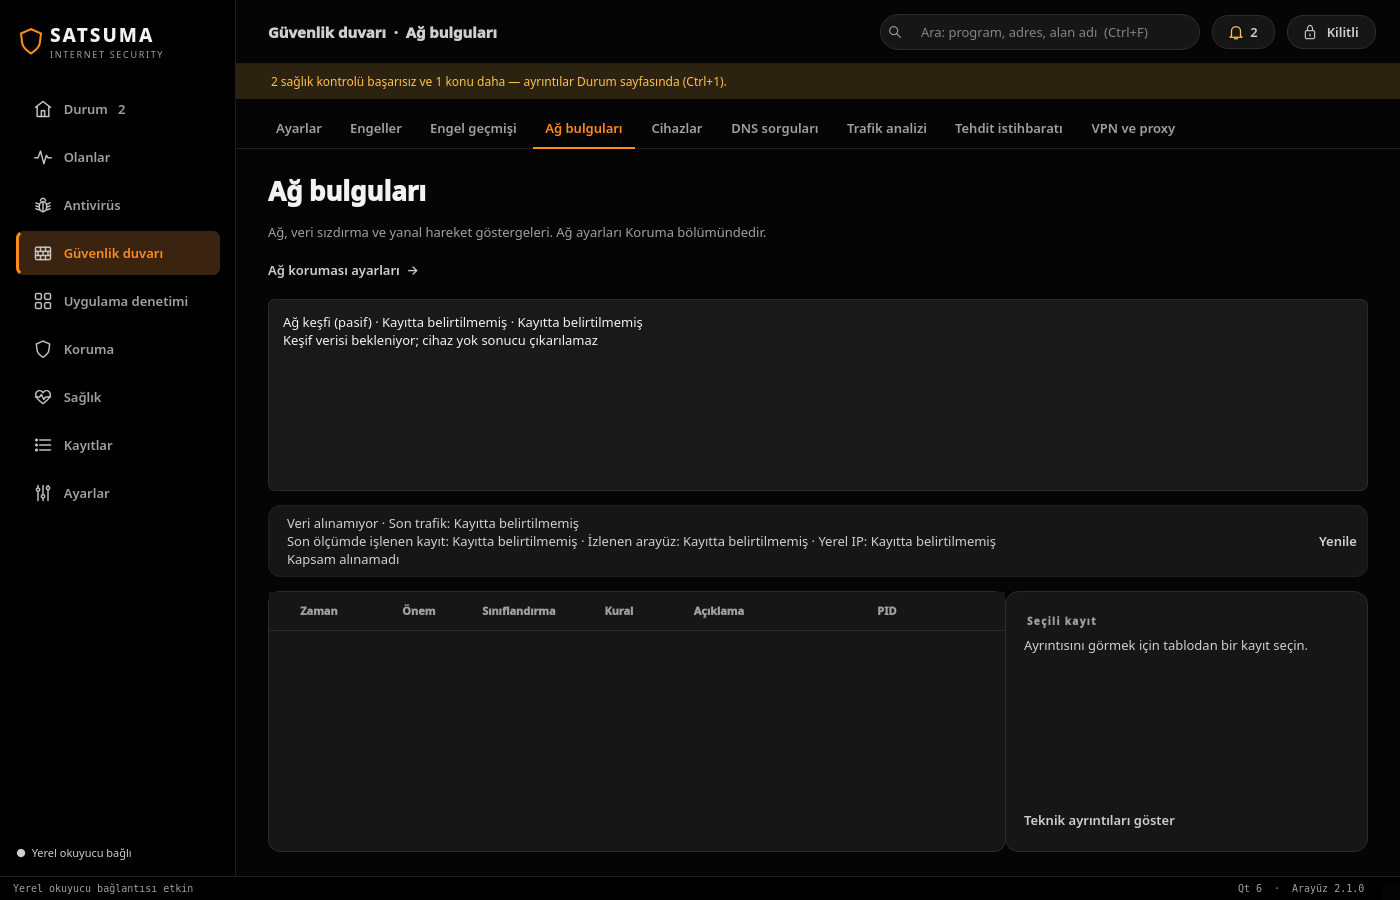 SATSUMA
INTERNET SECURITY
Durum 2
Olanlar
Antivirüs
Güvenlik duvarı
Uygulama denetimi
Koruma
Sağlık
Kayıtlar
Ayarlar
Yerel okuyucu bağlı
Güvenlik duvarı · Ağ bulguları
Ara: program, adres, alan adı (Ctrl+F)
2
Kilitli
2 sağlık kontrolü başarısız ve 1 konu daha — ayrıntılar Durum sayfasında (Ctrl+1).
Ayarlar Engeller Engel geçmişi Ağ bulguları Cihazlar DNS sorguları Trafik analizi Tehdit istihbaratı VPN ve proxy
Ağ bulguları
Ağ, veri sızdırma ve yanal hareket göstergeleri. Ağ ayarları Koruma bölümündedir.
Ağ koruması ayarları →
Ağ keşfi (pasif) · Kayıtta belirtilmemiş · Kayıtta belirtilmemiş
Keşif verisi bekleniyor; cihaz yok sonucu çıkarılamaz
Veri alınamıyor · Son trafik: Kayıtta belirtilmemiş
Son ölçümde işlenen kayıt: Kayıtta belirtilmemiş · İzlenen arayüz: Kayıtta belirtilmemiş · Yerel IP: Kayıtta belirtilmemiş
Kapsam alınamadı
Yenile
Zaman Önem Sınıflandırma Kural Açıklama PID
Seçili kayıt
Ayrıntısını görmek için tablodan bir kayıt seçin.
Teknik ayrıntıları göster
Yerel okuyucu bağlantısı etkin
Qt 6 · Arayüz 2.1.0